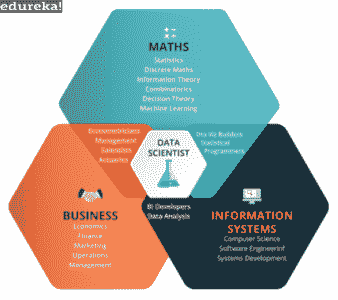 edureka!
MATHS
Statistics
Discrete Maths
Information Theory
Combinatorics
Decision Theory
Machine Learning
Econometricians
Management
Scientists
Actuaries
DATA
SCIENTIST
Dta Viz Builders
Statistical
Programmers
BI Developers
Data Analysis
BUSINESS
Economics
Finance
Marketing
Operations
Management
INFORMATION
SYSTEMS
Computer Science
Software Engineerinf
Systems Development